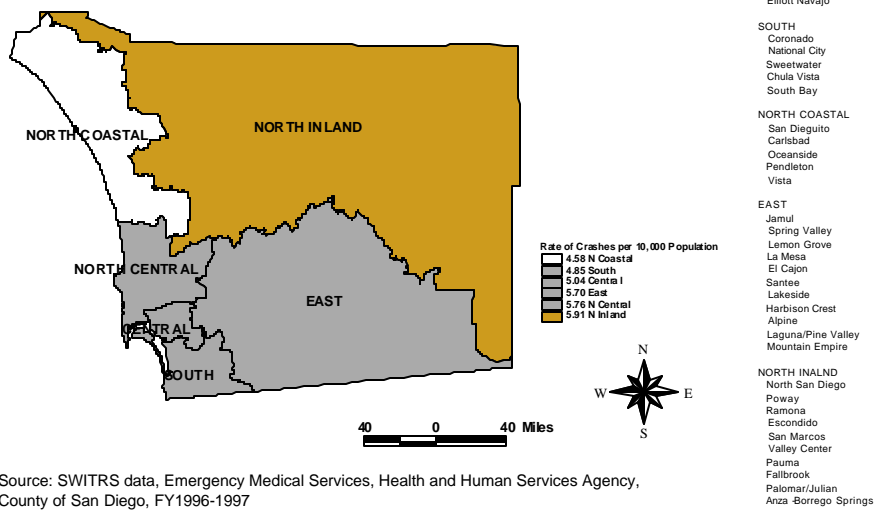 NORTH COASTAL
NORTH INLAND
NORTH CENTRAL
EAST
CENTRAL
SOUTH
Rate of Crashes per 10,000 Population
4.58 N Coastal
4.85 South
5.04 Central
5.70 East
5.76 N Central
5.91 N Inland
N
W
E
S
40 0 40 Miles
Source: SWITRS data, Emergency Medical Services, Health and Human Services Agency,
County of San Diego, FY1996-1997
Elliott Navajo
SOUTH
Coronado
National City
Sweetwater
Chula Vista
South Bay
NORTH COASTAL
San Dieguito
Carlsbad
Oceanside
Pendleton
Vista
EAST
Jamul
Spring Valley
Lemon Grove
La Mesa
El Cajon
Santee
Lakeside
Harbison Crest
Alpine
Laguna/Pine Valley
Mountain Empire
NORTH INALND
North San Diego
Poway
Ramona
Escondido
San Marcos
Valley Center
Pauma
Fallbrook
Palomar/Julian
Anza -Borrego Springs